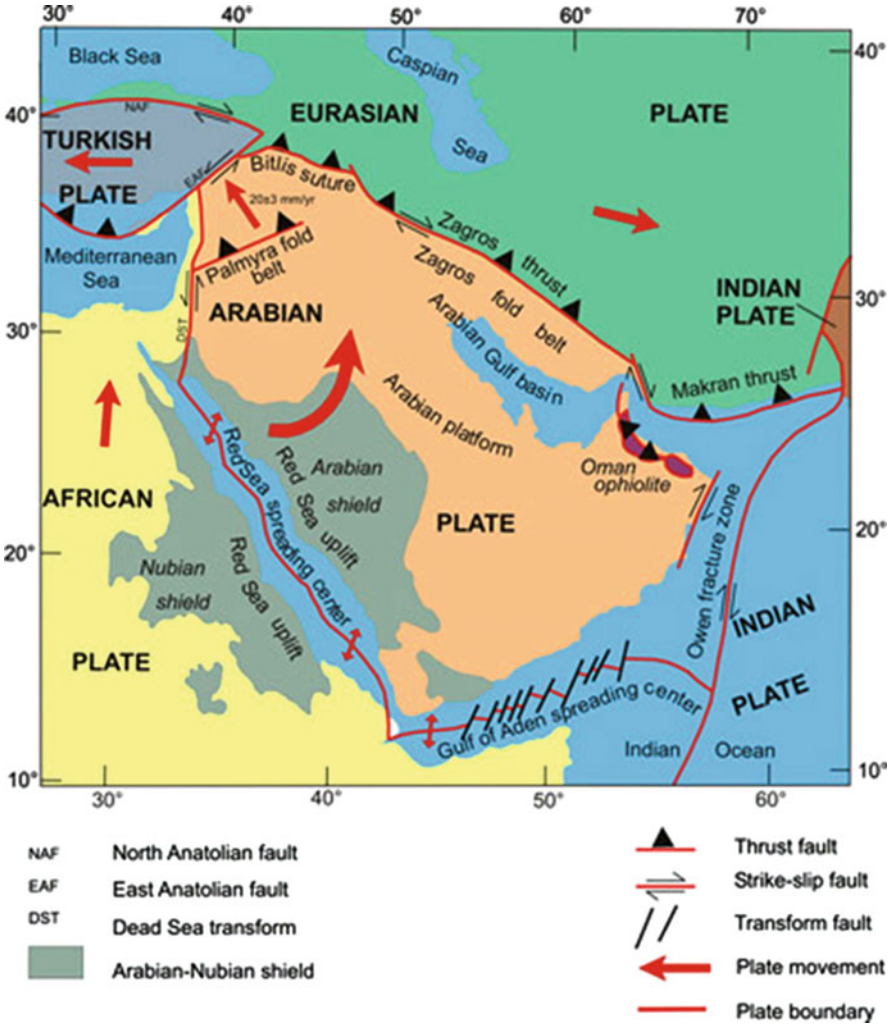 30° 40° 50° 60° 70°
Black Sea
Caspian
Sea
40°
40°
NAF
EURASIAN PLATE
TURKISH
PLATE
EAF
Bitlis suture
20±3 mm/yr
Mediterranean
Sea
Palmyra fold
belt
Zagros thrust
Zagros fold belt
INDIAN
PLATE
30°
30°
DST
ARABIAN
Arabian Gulf basin
Makran thrust
Arabian platform
Red Sea spreading center
Red Sea uplift
Arabian
shield
Oman
ophiolite
AFRICAN
PLATE
20°
20°
Nubian
shield
Red Sea uplift
Owen fracture zone
INDIAN
PLATE
PLATE
Gulf of Aden spreading center
Indian Ocean
10°
10°
30° 40° 50° 60°
NAF North Anatolian fault
EAF East Anatolian fault
DST Dead Sea transform
Arabian-Nubian shield
Thrust fault
Strike-slip fault
Transform fault
Plate movement
Plate boundary